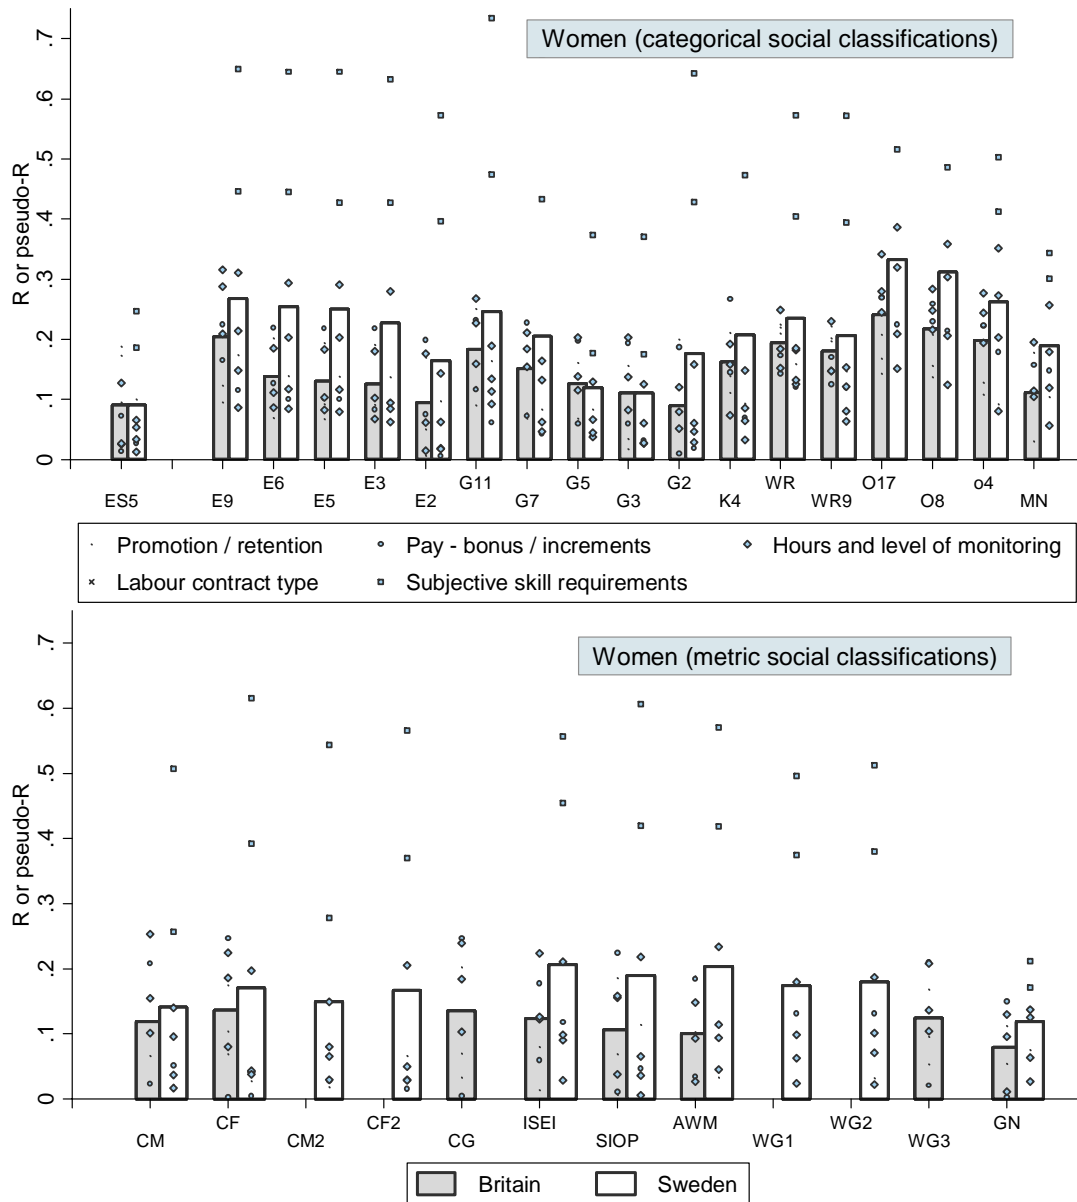 Women (categorical social classifications)
R or pseudo-R
.7
.6
.5
.4
.3
.2
.1
0
E6 E3 G11 G5 G2 WR O17 o4
ES5 E9 E5 E2 G7 G3 K4 WR9 O8 MN
Promotion / retention Pay - bonus / increments Hours and level of monitoring
Labour contract type Subjective skill requirements
Women (metric social classifications)
R or pseudo-R
.7
.6
.5
.4
.3
.2
.1
0
CF CF2 ISEI AWM WG2 GN
CM CM2 CG SIOP WG1 WG3
Britain Sweden